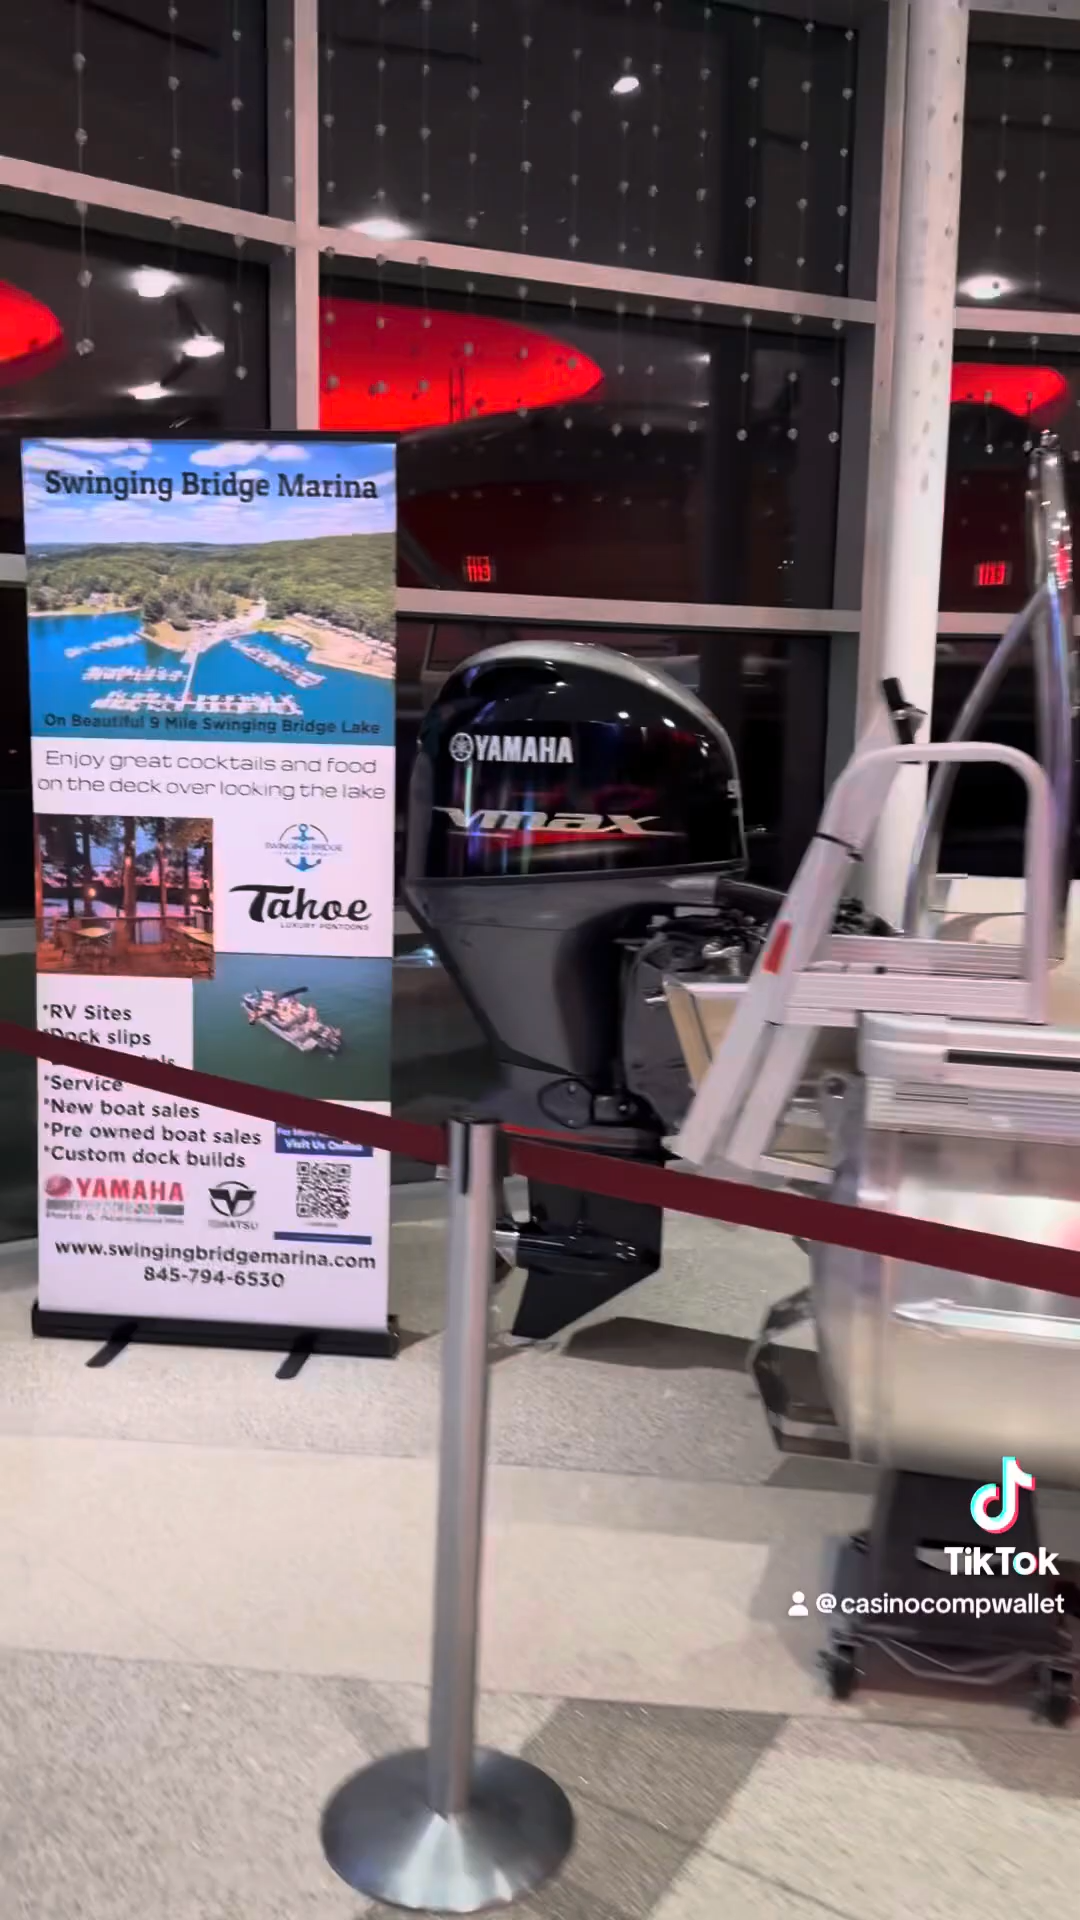 Swinging Bridge Marina
On Beautiful 9 Mile Swinging Bridge Lake
Enjoy great cocktails and food
on the deck over looking the lake
SWINGING BRIDGE
Tahoe
LUXURY PONTOONS
*RV Sites
*Dock slips
*Service
*New boat sales
*Pre owned boat sales
*Custom dock builds
Visit Us Online
YAMAHA
www.swingingbridgemarina.com
845-794-6530
YAMAHA
Vmax
TikTok
@casinocompwallet